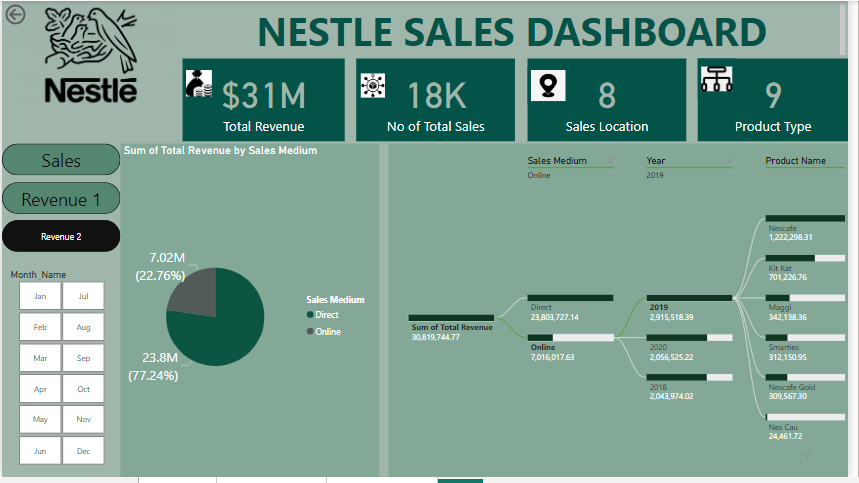 NESTLE SALES DASHBOARD
Nestlé
$31M
Total Revenue
18K
No of Total Sales
8
Sales Location
9
Product Type
Sales
Revenue 1
Revenue 2
Month_Name
Jan
Jul
Feb
Aug
Mar
Sep
Apr
Oct
May
Nov
Jun
Dec
Sum of Total Revenue by Sales Medium
7.02M
(22.76%)
23.8M
(77.24%)
Sales Medium
Direct
Online
Sales Medium
Online
Year
2019
Product Name
Sum of Total Revenue
30,819,744.77
Direct
23,803,727.14
Online
7,016,017.63
2019
2,915,518.39
2020
2,056,525.22
2018
2,043,974.02
Nescafe
1,222,298.31
Kit Kat
701,226.76
Maggi
342,138.36
Smarties
312,150.95
Nescafe Gold
309,567.30
Nes Cau
24,461.72